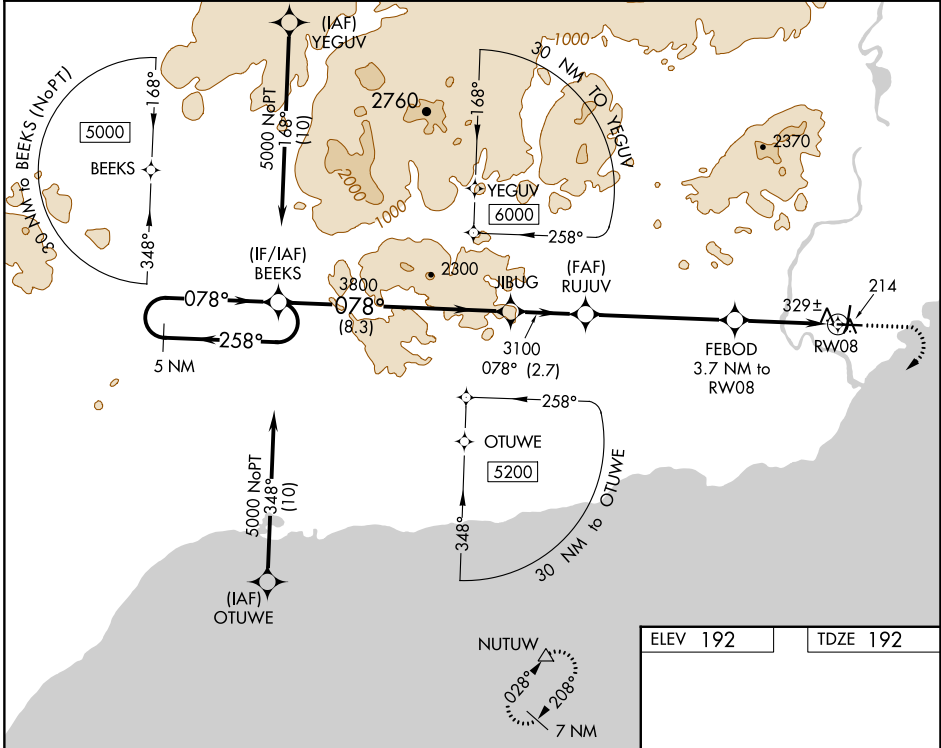 (IAF)
YEGUV
1000
30 NM to BEEKS (NoPT)
168°
5000
BEEKS
348°
5000 NoPT
168°
(10)
2760
2000
1000
30 NM TO YEGUV
168°
YEGUV
6000
258°
2370
(IF/IAF)
BEEKS
078°
258°
5 NM
3800
078°
(8.3)
2300
JIBUG
3100
078° (2.7)
(FAF)
RUJUV
FEBOD
3.7 NM to
RW08
329±
214
RW08
258°
OTUWE
5200
348°
30 NM to OTUWE
5000 NoPT
348°
(10)
(IAF)
OTUWE
NUTUW
028°
208°
7 NM
ELEV 192
TDZE 192